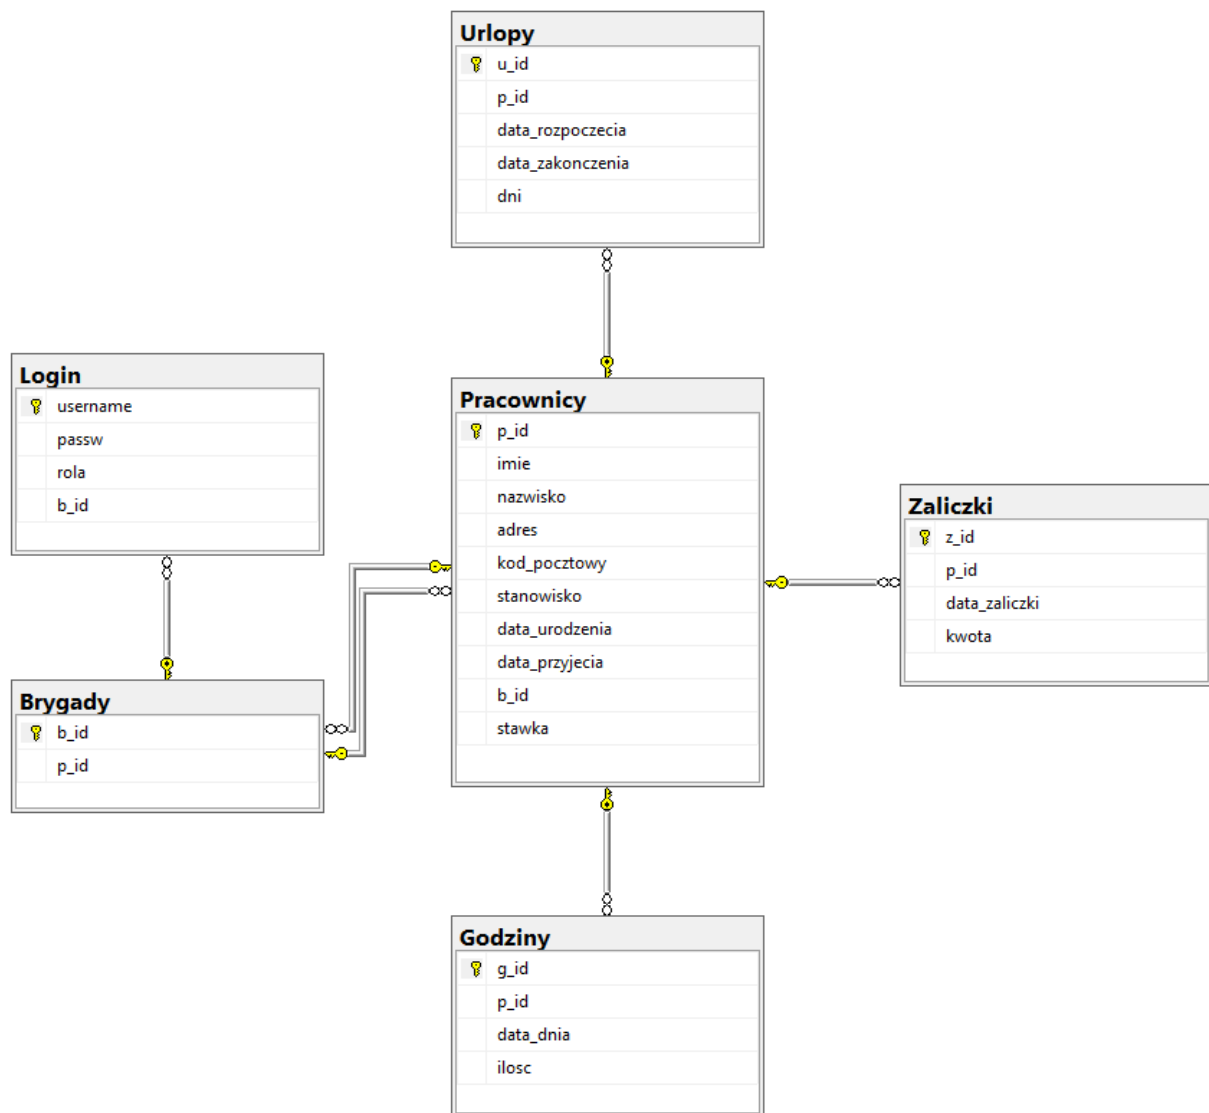 Urlopy
u_id
p_id
data_rozpoczecia
data_zakonczenia
dni
Login
username
passw
rola
b_id
Pracownicy
p_id
imie
nazwisko
adres
kod_pocztowy
stanowisko
data_urodzenia
data_przyjecia
b_id
stawka
Zaliczki
z_id
p_id
data_zaliczki
kwota
Brygady
b_id
p_id
Godziny
g_id
p_id
data_dnia
ilosc